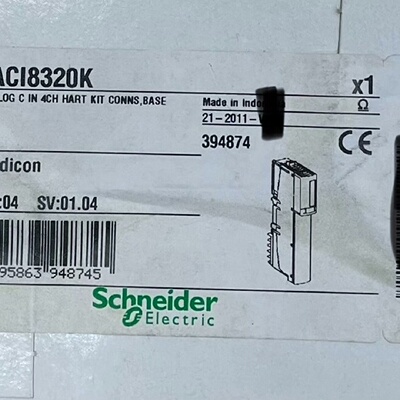 ACI8320K
LOG C IN 4CH HART KIT CONNS,BASE
dicon
:04 SV:01.04
95863 948745
Made in Indo
21-2011-
394874
x1
Ω
CE
Schneider
Electric